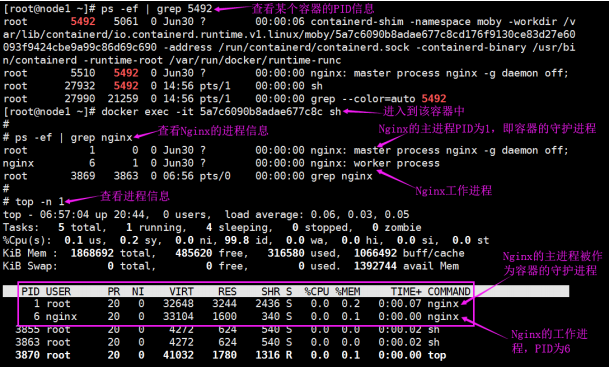 [root@node1 ~]# ps -ef | grep 5492 查看某个容器的PID信息
root 5492 5061 0 Jun30 ? 00:00:06 containerd-shim -namespace moby -workdir /v
ar/lib/containerd/io.containerd.runtime.v1.linux/moby/5a7c6090b8adae677c8cd176f9130ce83d27e60
093f9424cbe9a99c86d69c690 -address /run/containerd/containerd.sock -containerd-binary /usr/bi
n/containerd -runtime-root /var/run/docker/runtime-runc
root 5510 5492 0 Jun30 ? 00:00:00 nginx: master process nginx -g daemon off;
root 27932 5492 0 14:56 pts/1 00:00:00 sh
root 27990 21259 0 14:56 pts/1 00:00:00 grep --color=auto 5492
[root@node1 ~]# docker exec -it 5a7c6090b8adae677c8c sh 进入到该容器中
#
# ps -ef | grep nginx 查看Nginx的进程信息
Nginx的主进程PID为1，即容器的守护进程
root 1 0 0 Jun30 ? 00:00:00 nginx: master process nginx -g daemon off;
nginx 6 1 0 Jun30 ? 00:00:00 nginx: worker process
root 3869 3863 0 06:56 pts/0 00:00:00 grep nginx
#
Nginx工作进程
# top -n 1 查看进程信息
top - 06:57:04 up 20:44, 0 users, load average: 0.06, 0.03, 0.05
Tasks: 5 total, 1 running, 4 sleeping, 0 stopped, 0 zombie
%Cpu(s): 0.1 us, 0.2 sy, 0.0 ni, 99.8 id, 0.0 wa, 0.0 hi, 0.0 si, 0.0 st
KiB Mem : 1868692 total, 485620 free, 316580 used, 1066492 buff/cache
KiB Swap: 0 total, 0 free, 0 used. 1392744 avail Mem
Nginx的主进程被作
为容器的守护进程
PID USER PR NI VIRT RES SHR S %CPU %MEM TIME+ COMMAND
1 root 20 0 32648 3244 2436 S 0.0 0.2 0:00.07 nginx
6 nginx 20 0 33104 1600 340 S 0.0 0.1 0:00.00 nginx
3855 root 20 0 4272 624 540 S 0.0 0.0 0:00.02 sh
3863 root 20 0 4272 624 540 S 0.0 0.0 0:00.02 sh
3870 root 20 0 41032 1780 1316 R 0.0 0.1 0:00.00 top
Nginx的工作进
程，PID为6